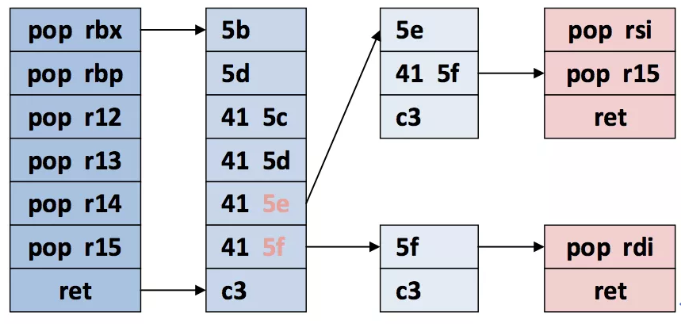 pop rbx
pop rbp
pop r12
pop r13
pop r14
pop r15
ret
5b
5d
41 5c
41 5d
41 5e
41 5f
c3
5e
41 5f
c3
5f
c3
pop rsi
pop r15
ret
pop rdi
ret